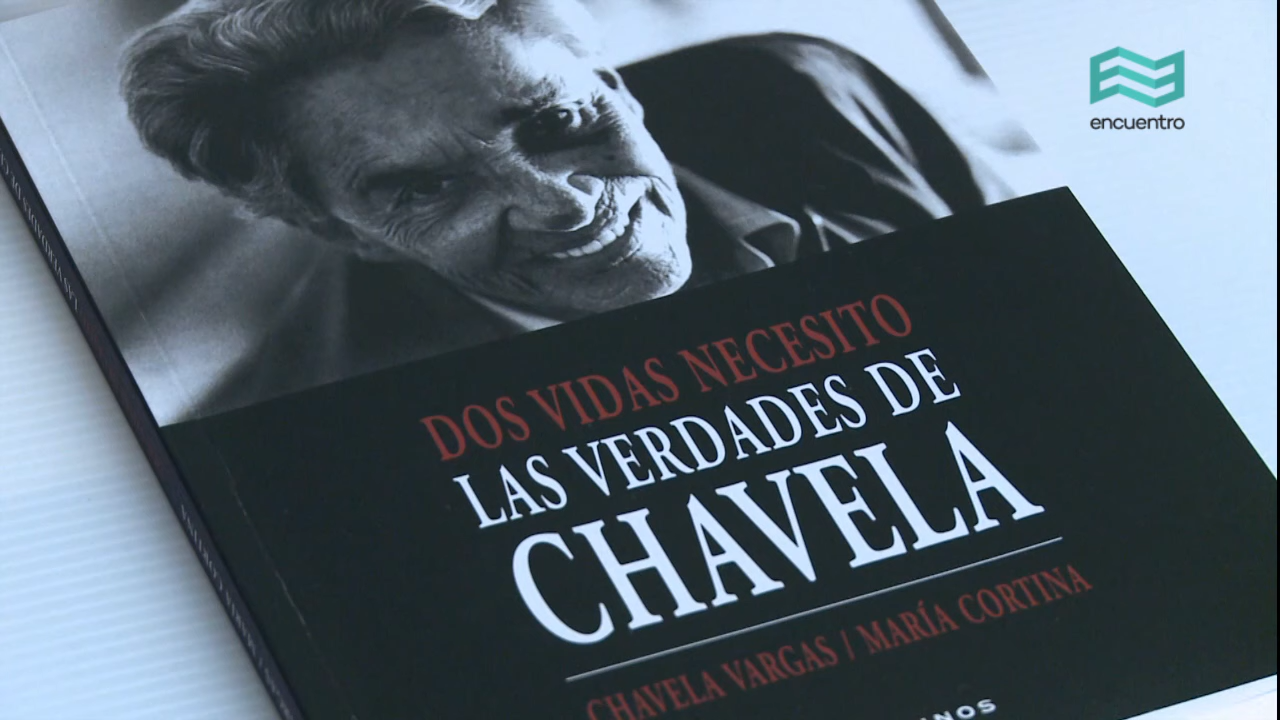 encuentro
DOS VIDAS NECESITO
LAS VERDADES DE
CHAVELA
CHAVELA VARGAS / MARÍA CORTINA